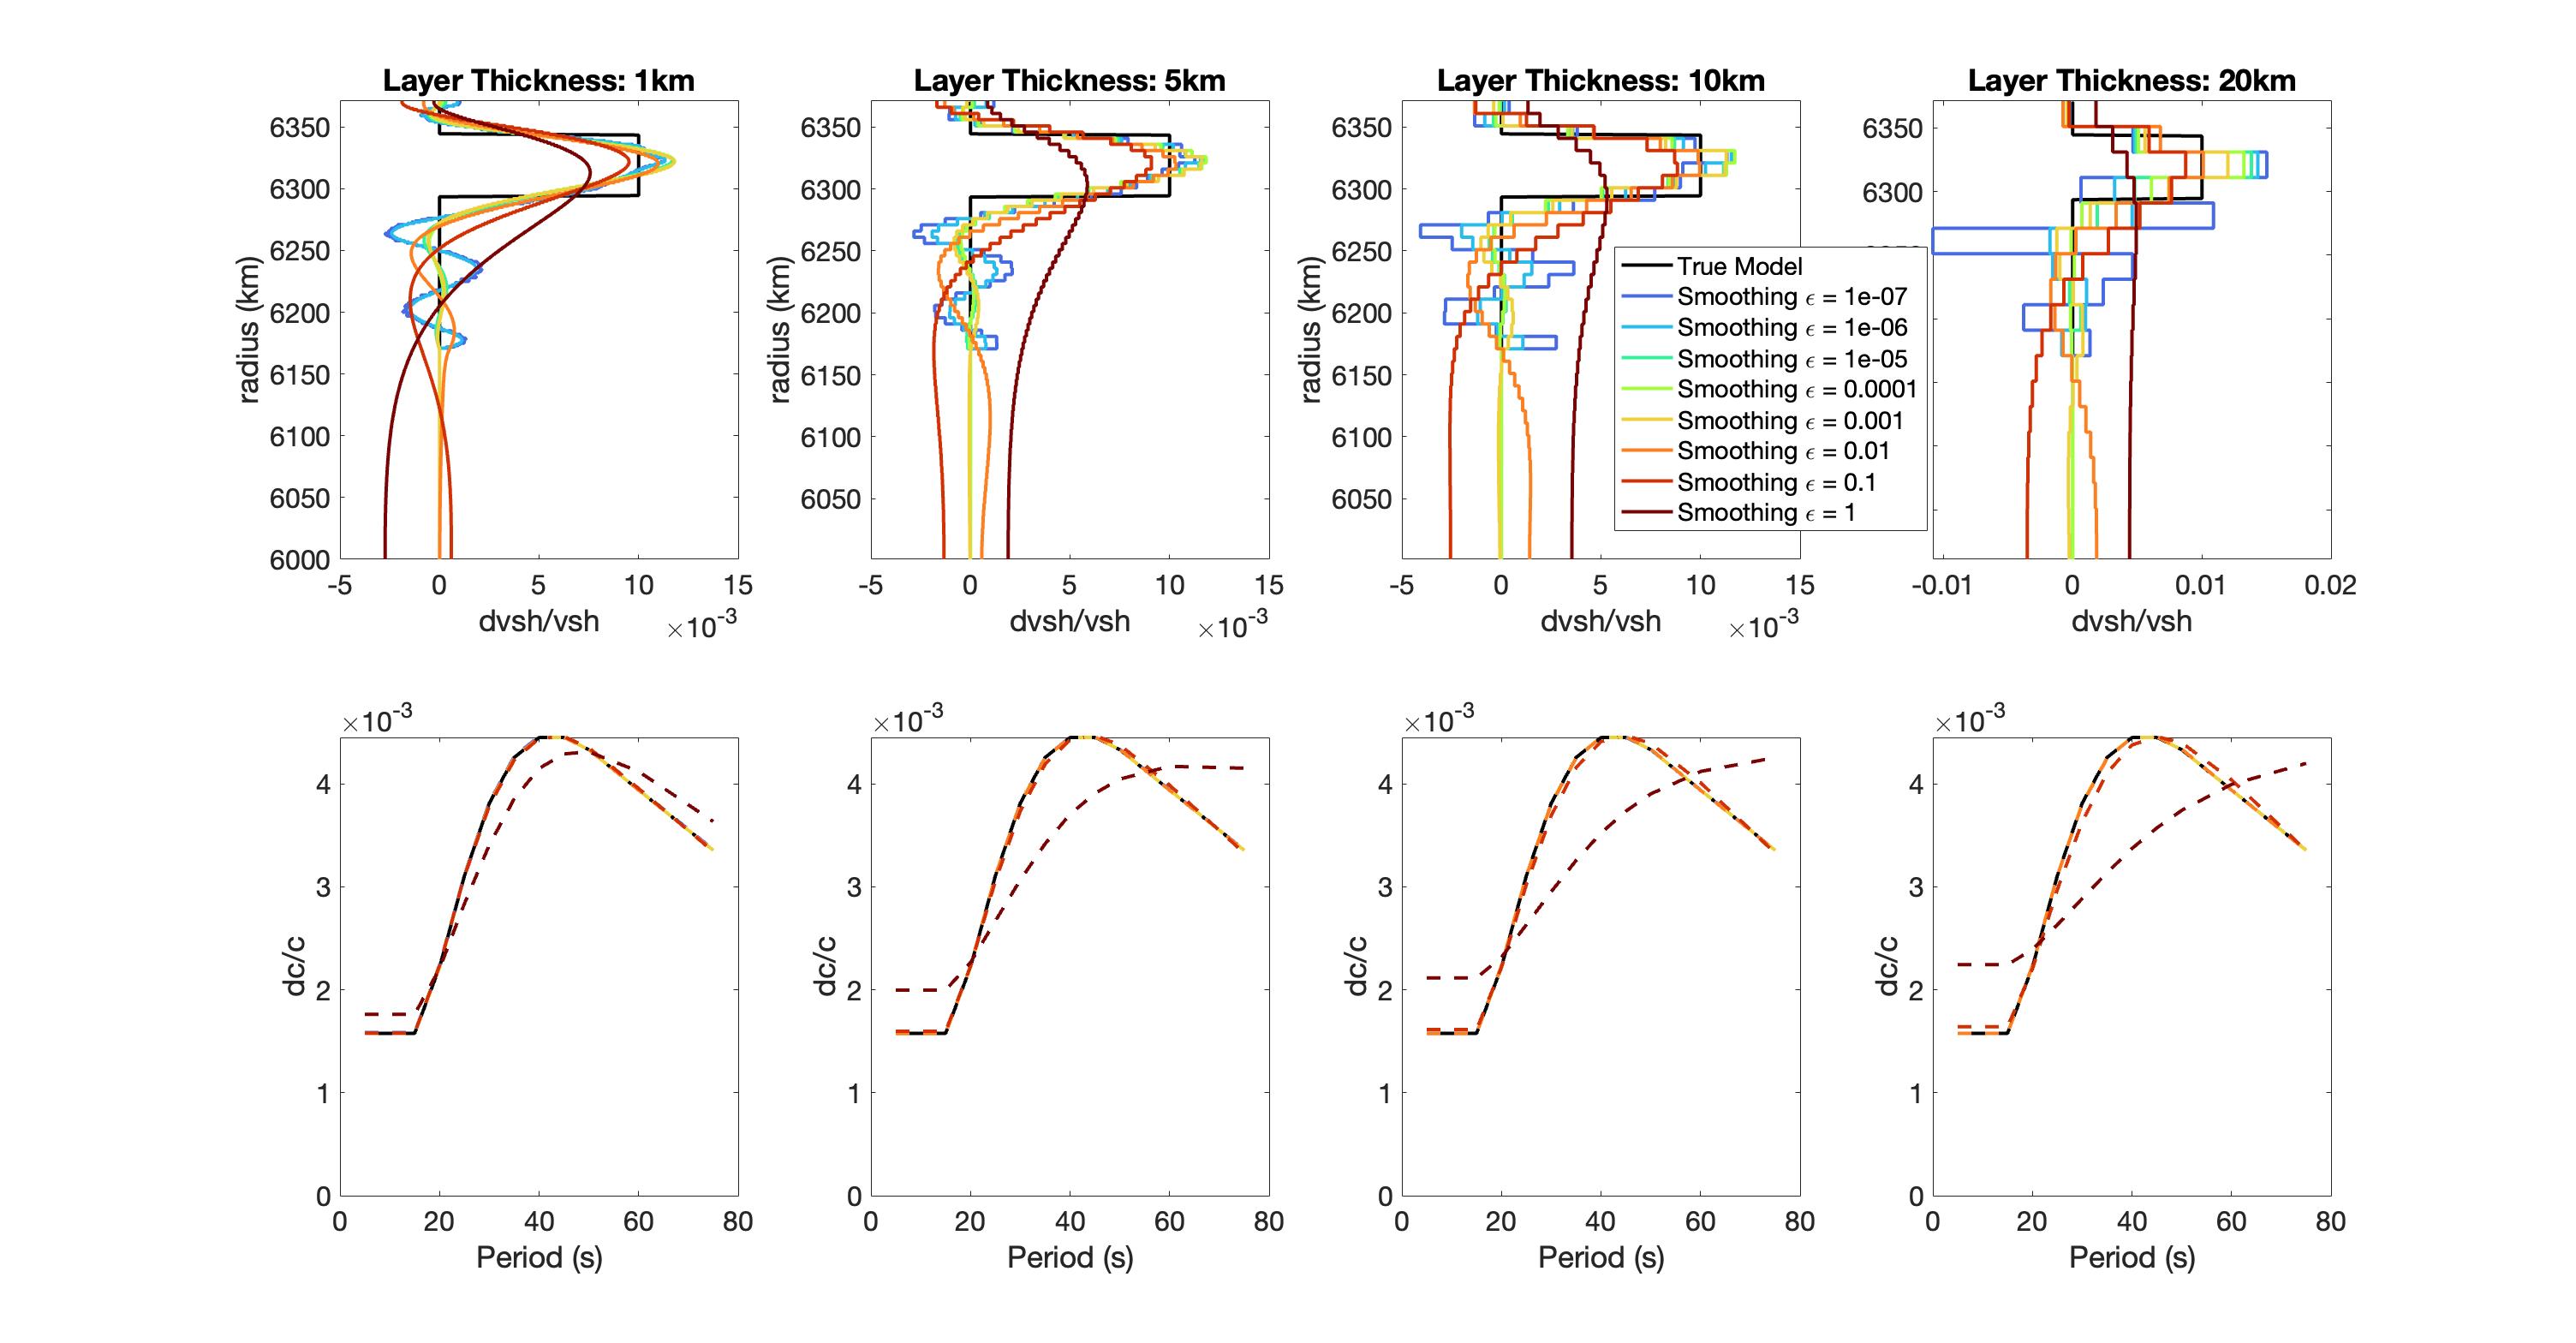 Layer Thickness: 1km
Layer Thickness: 5km
Layer Thickness: 10km
Layer Thickness: 20km
6350
6300
6250
6200
6150
6100
6050
6000
radius (km)
-5 0 5 10 15
dvsh/vsh
×10-3
6350
6300
6250
6200
6150
6100
6050
radius (km)
-5 0 5 10 15
dvsh/vsh
×10-3
6350
6300
6250
6200
6150
6100
6050
radius (km)
-5 0 5 10 15
dvsh/vsh
×10-3
True Model
Smoothing ϵ = 1e-07
Smoothing ϵ = 1e-06
Smoothing ϵ = 1e-05
Smoothing ϵ = 0.0001
Smoothing ϵ = 0.001
Smoothing ϵ = 0.01
Smoothing ϵ = 0.1
Smoothing ϵ = 1
6350
6300
-0.01 0 0.01 0.02
dvsh/vsh
×10-3
4
3
2
1
0
dc/c
0 20 40 60 80
Period (s)
×10-3
4
3
2
1
0
dc/c
0 20 40 60 80
Period (s)
×10-3
4
3
2
1
0
dc/c
0 20 40 60 80
Period (s)
×10-3
4
3
2
1
0
dc/c
0 20 40 60 80
Period (s)